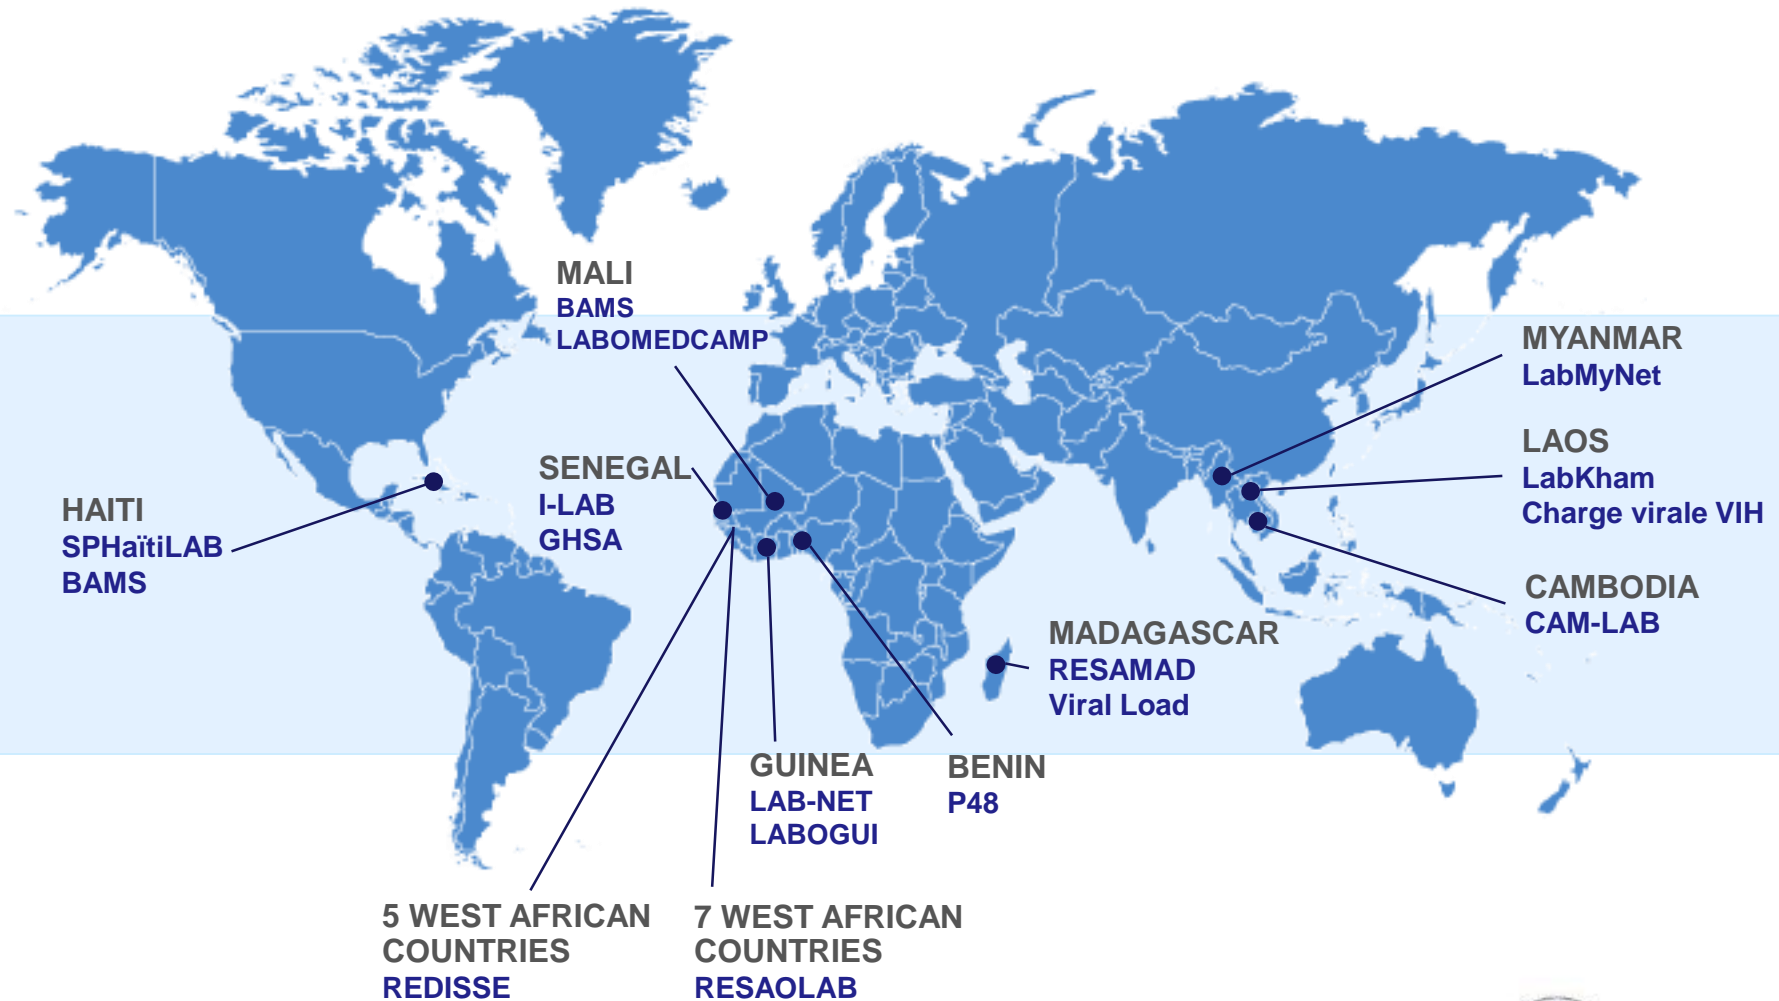 MALI
BAMS
LABOMEDCAMP
MYANMAR
LabMyNet
LAOS
LabKham
Charge virale VIH
SENEGAL
I-LAB
GHSA
HAITI
SPHaïtiLAB
BAMS
CAMBODIA
CAM-LAB
MADAGASCAR
RESAMAD
Viral Load
GUINEA
LAB-NET
LABOGUI
BENIN
P48
5 WEST AFRICAN
COUNTRIES
REDISSE
7 WEST AFRICAN
COUNTRIES
RESAOLAB